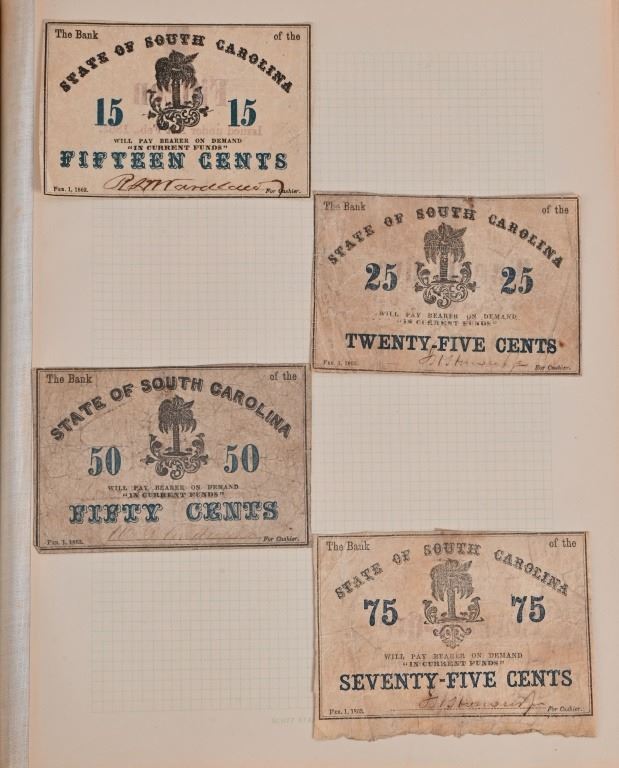 The Bank of the
STATE OF SOUTH CAROLINA
15 15
WILL PAY BEARER ON DEMAND
"IN CURRENT FUNDS"
FIFTEEN CENTS
FEB. 1, 1862. For Cashier.
The Bank of the
STATE OF SOUTH CAROLINA
25 25
WILL PAY BEARER ON DEMAND
"IN CURRENT FUNDS"
TWENTY-FIVE CENTS
FEB. 1, 1863. For Cashier.
The Bank of the
STATE OF SOUTH CAROLINA
50 50
WILL PAY BEARER ON DEMAND
"IN CURRENT FUNDS"
FIFTY CENTS
FEB. 1, 1863. For Cashier.
The Bank of the
STATE OF SOUTH CAROLINA
75 75
WILL PAY BEARER ON DEMAND
"IN CURRENT FUNDS"
SEVENTY-FIVE CENTS
FEB. 1, 1863. For Cashier.